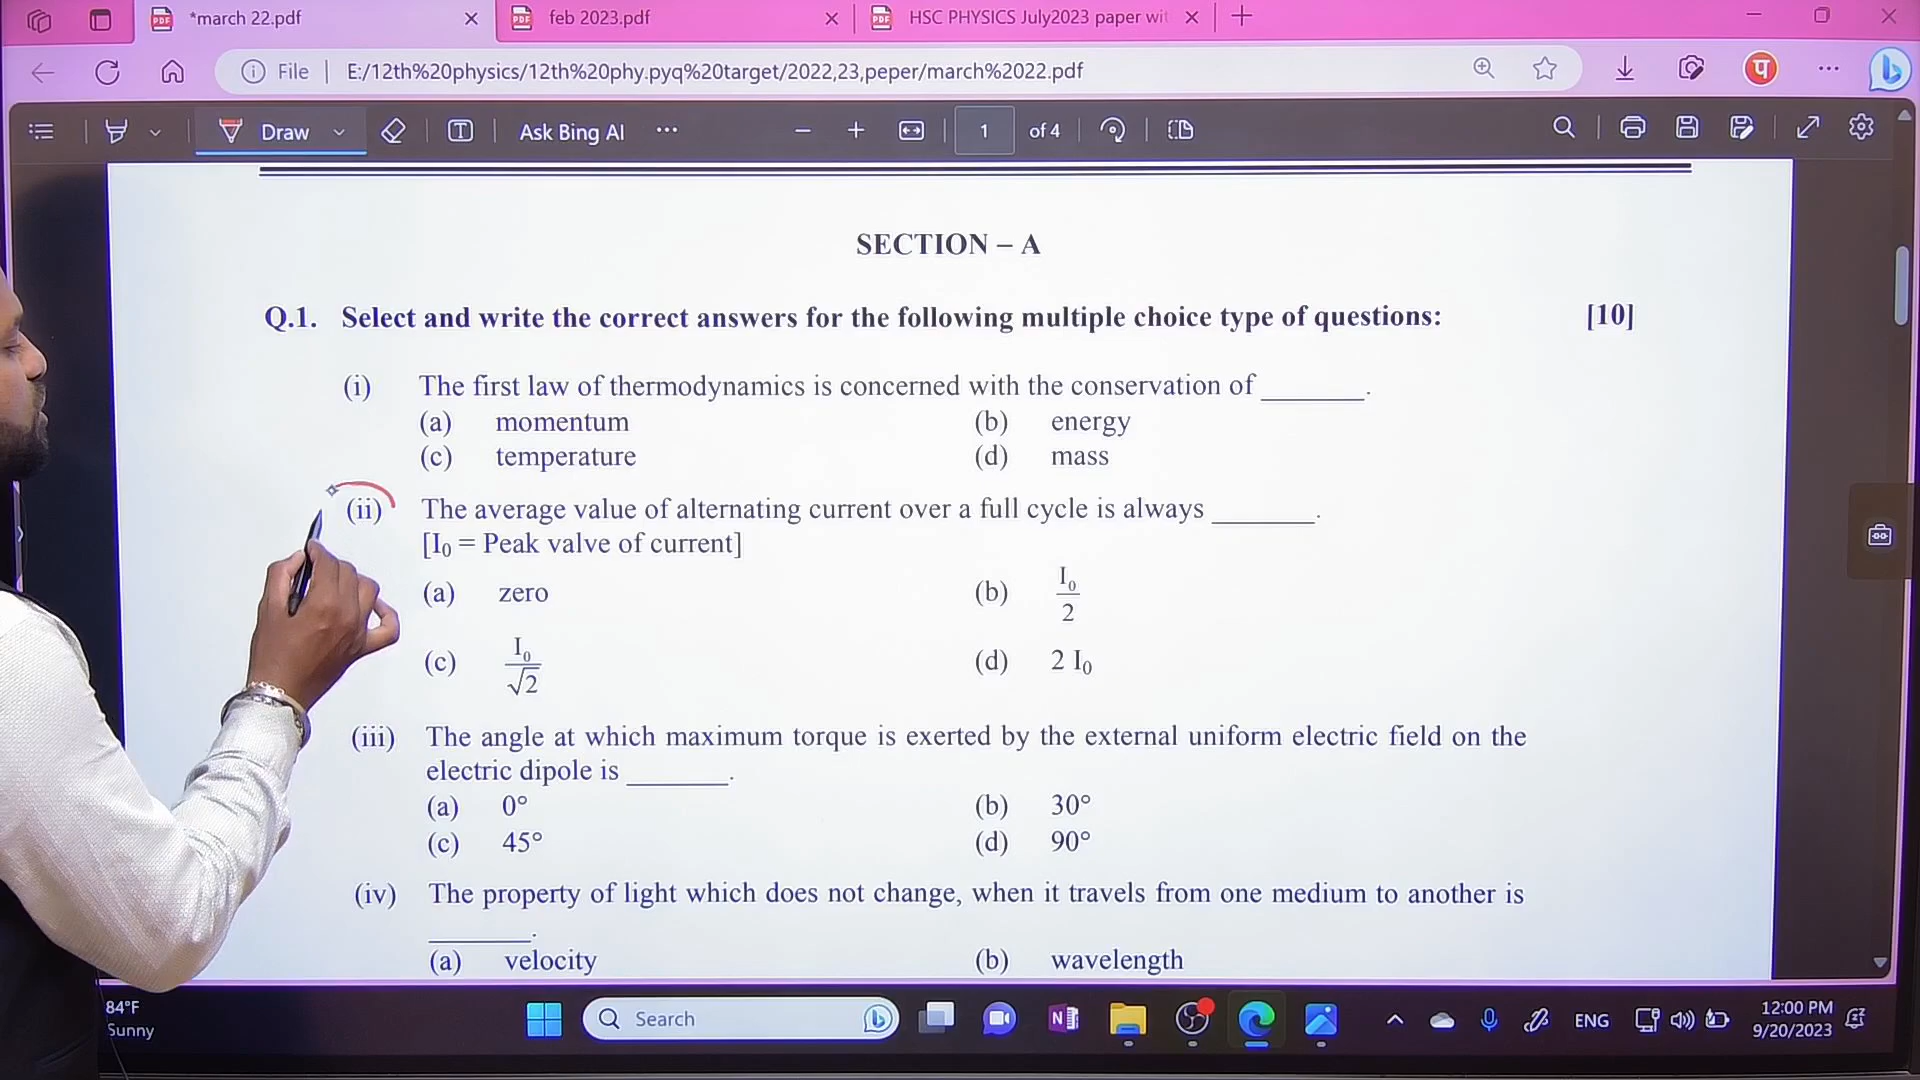 *march 22.pdf
feb 2023.pdf
HSC PHYSICS July2023 paper wit
File
E:/12th%20physics/12th%20phy.pyq%20target/2022,23,peper/march%2022.pdf
Draw
Ask Bing AI
1
of 4
SECTION – A
Q.1. Select and write the correct answers for the following multiple choice type of questions: [10]
(i) The first law of thermodynamics is concerned with the conservation of _______.
(a) momentum (b) energy
(c) temperature (d) mass
(ii) The average value of alternating current over a full cycle is always _______.
[I₀ = Peak valve of current]
(a) zero (b) I₀/2
(c) I₀/√2 (d) 2 I₀
(iii) The angle at which maximum torque is exerted by the external uniform electric field on the
electric dipole is _______.
(a) 0° (b) 30°
(c) 45° (d) 90°
(iv) The property of light which does not change, when it travels from one medium to another is
_______.
(a) velocity (b) wavelength
84°F
Sunny
Search
ENG
12:00 PM
9/20/2023
प